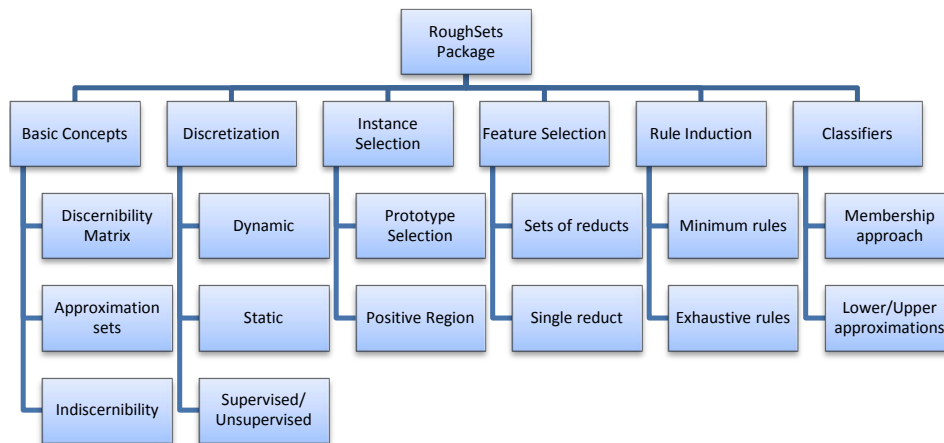 RoughSets
Package
Basic Concepts
Discretization
Instance
Selection
Feature Selection
Rule Induction
Classifiers
Discernibility
Matrix
Dynamic
Prototype
Selection
Sets of reducts
Minimum rules
Membership
approach
Approximation
sets
Static
Positive Region
Single reduct
Exhaustive rules
Lower/Upper
approximations
Indiscernibility
Supervised/
Unsupervised